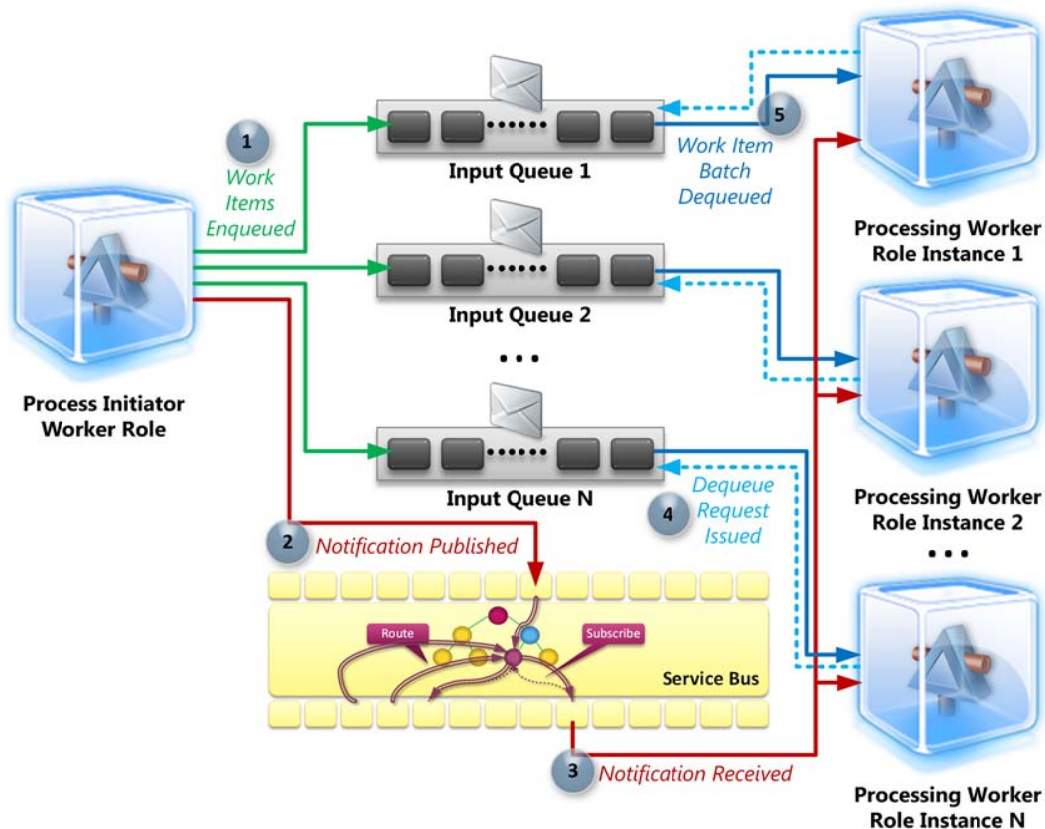 1
Work
Items
Enqueued
Input Queue 1
5
Work Item
Batch
Dequeued
Processing Worker
Role Instance 1
Input Queue 2
...
Process Initiator
Worker Role
Input Queue N
4
Dequeue
Request
Issued
Processing Worker
Role Instance 2
...
2
Notification Published
Route
Subscribe
Service Bus
3
Notification Received
Processing Worker
Role Instance N